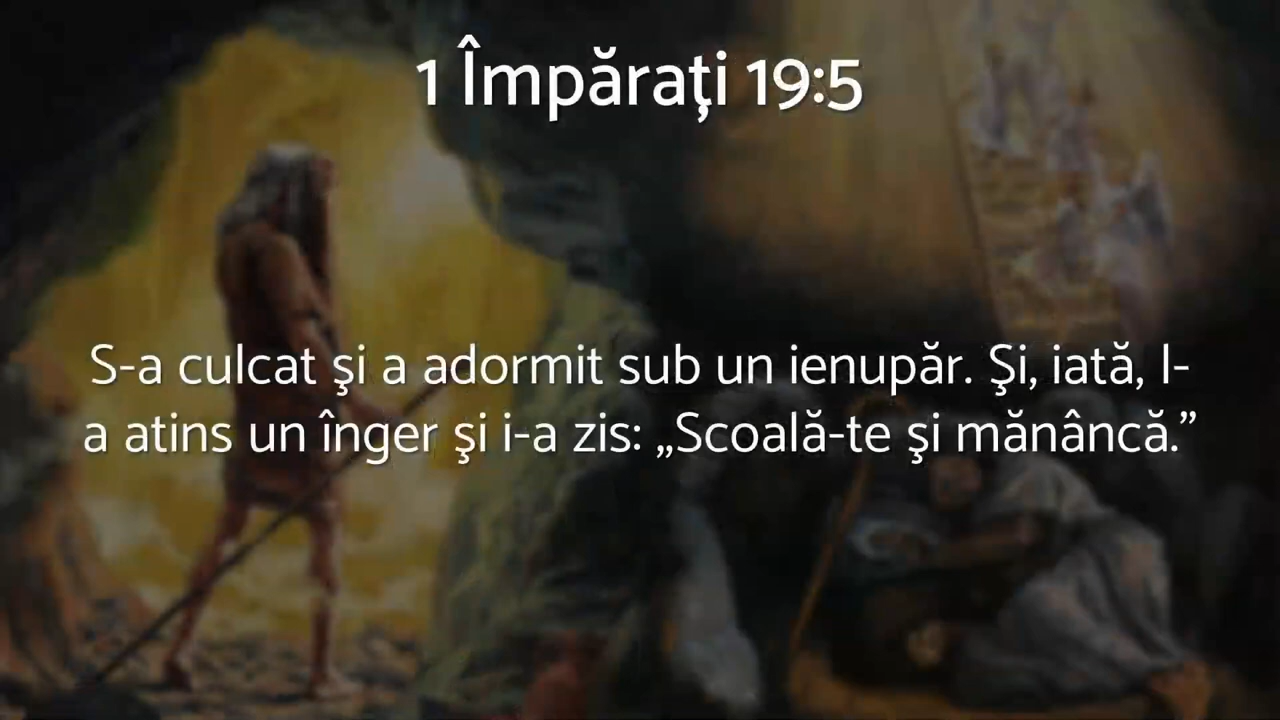 1 Împăraţi 19:5
S-a culcat şi a adormit sub un ienupăr. Şi, iată, l-
a atins un înger şi i-a zis: „Scoală-te şi mănâncă.”